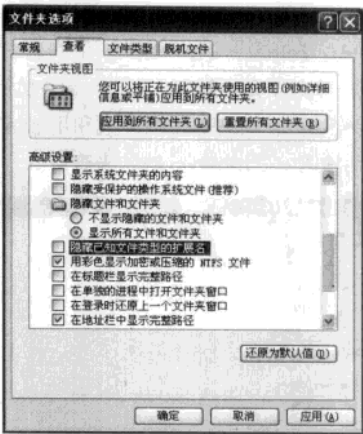 文件夹选项
常规 查看 文件类型 脱机文件
文件夹视图
您可以将正在为此文件夹使用的视图(例如详细
信息或平铺)应用到所有文件夹。
应用到所有文件夹(L) 重置所有文件夹(R)
高级设置:
显示系统文件夹的内容
隐藏受保护的操作系统文件(推荐)
隐藏文件和文件夹
不显示隐藏的文件和文件夹
显示所有文件和文件夹
隐藏已知文件类型的扩展名
用彩色显示加密或压缩的 NTFS 文件
在标题栏显示完整路径
在单独的进程中打开文件夹窗口
在登录时还原上一个文件夹窗口
在地址栏中显示完整路径
还原为默认值(D)
确定 取消 应用(A)